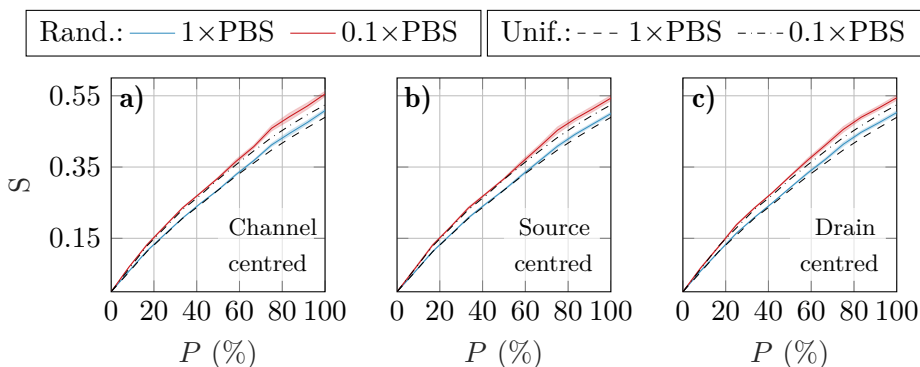 Rand.: 1×PBS 0.1×PBS Unif.: 1×PBS 0.1×PBS
S
0.55
0.35
0.15
a)
Channel
centred
0 20 40 60 80 100
P (%)
b)
Source
centred
0 20 40 60 80 100
P (%)
c)
Drain
centred
0 20 40 60 80 100
P (%)